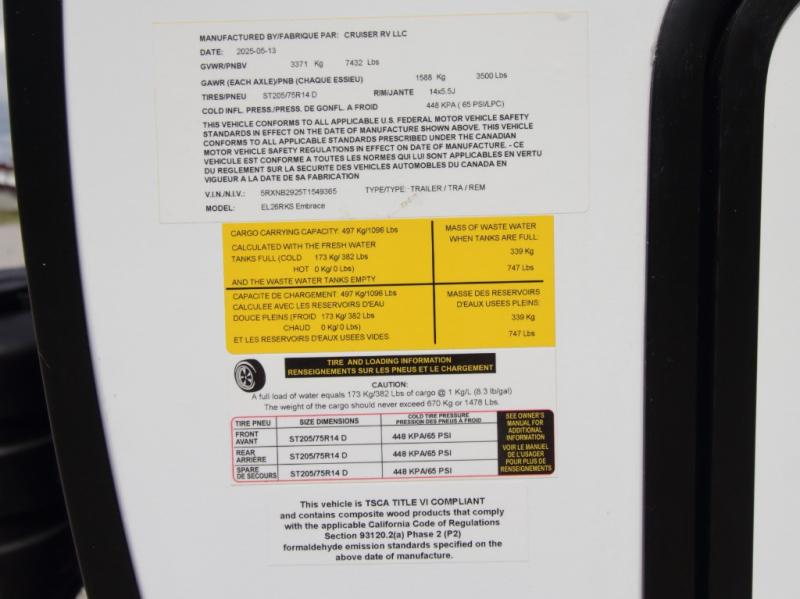 MANUFACTURED BY/FABRIQUE PAR: CRUISER RV LLC
DATE: 2025-05-13
GVWR/PNBV 3371 Kg 7432 Lbs
GAWR (EACH AXLE)/PNB (CHAQUE ESSIEU) 1588 Kg 3500 Lbs
TIRES/PNEU ST205/75R14 D RIM/JANTE 14x5.5J
COLD INFL. PRESS./PRESS. DE GONFL. A FROID 448 KPA ( 65 PSI/LPC)
THIS VEHICLE CONFORMS TO ALL APPLICABLE U.S. FEDERAL MOTOR VEHICLE SAFETY
STANDARDS IN EFFECT ON THE DATE OF MANUFACTURE SHOWN ABOVE. THIS VEHICLE
CONFORMS TO ALL APPLICABLE STANDARDS PRESCRIBED UNDER THE CANADIAN
MOTOR VEHICLE SAFETY REGULATIONS IN EFFECT ON DATE OF MANUFACTURE. - CE
VEHICULE EST CONFORME A TOUTES LES NORMES QUI LUI SONT APPLICABLES EN VERTU
DU REGLEMENT SUR LA SECURITE DES VEHICLES AUTOMOBILES DU CANADA EN
VIGUEUR A LA DATE DE SA FABRICATION
V.I.N./N.I.V.: 5RXNB2925T1549365 TYPE/TYPE: TRAILER / TRA / REM
MODEL: EL26RKS Embrace
CARGO CARRYING CAPACITY: 497 Kg/1096 Lbs
CALCULATED WITH THE FRESH WATER
TANKS FULL (COLD 173 Kg/ 382 Lbs
HOT 0 Kg/ 0 Lbs)
AND THE WASTE WATER TANKS EMPTY
MASS OF WASTE WATER
WHEN TANKS ARE FULL:
339 Kg
747 Lbs
CAPACITE DE CHARGEMENT: 497 Kg/1096 Lbs
CALCULEE AVEC LES RESERVOIRS D'EAU
DOUCE PLEINS (FROID 173 Kg/ 382 Lbs
CHAUD 0 Kg/ 0 Lbs)
ET LES RESERVOIRS D'EAUX USEES VIDES.
MASSE DES RESERVOIRS
D'EAUX USEES PLEINS:
339 Kg
747 Lbs
TIRE AND LOADING INFORMATION
RENSEIGNEMENTS SUR LES PNEUS ET LE CHARGEMENT
CAUTION:
A full load of water equals 173 Kg/382 Lbs of cargo @ 1 Kg/L (8.3 lb/gal)
The weight of the cargo should never exceed 670 Kg or 1478 Lbs.
TIRE PNEU SIZE DIMENSIONS COLD TIRE PRESSURE
PRESSION DES PNEUS A FROID
FRONT
AVANT ST205/75R14 D 448 KPA/65 PSI
REAR
ARRIÈRE ST205/75R14 D 448 KPA/65 PSI
SPARE
DE SECOURS ST205/75R14 D 448 KPA/65 PSI
SEE OWNER'S
MANUAL FOR
ADDITIONAL
INFORMATION
VOIR LE MANUEL
DE L'USAGER
POUR PLUS DE
RENSEIGNEMENTS
This vehicle is TSCA TITLE VI COMPLIANT
and contains composite wood products that comply
with the applicable California Code of Regulations
Section 93120.2(a) Phase 2 (P2)
formaldehyde emission standards specified on the
above date of manufacture.